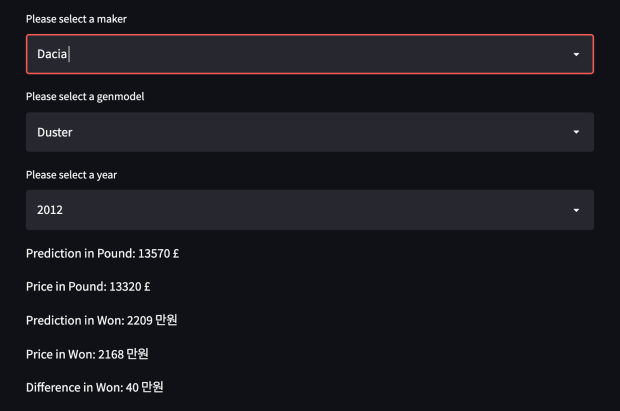 Please select a maker
Dacia
Please select a genmodel
Duster
Please select a year
2012
Prediction in Pound: 13570 £
Price in Pound: 13320 £
Prediction in Won: 2209 만원
Price in Won: 2168 만원
Difference in Won: 40 만원